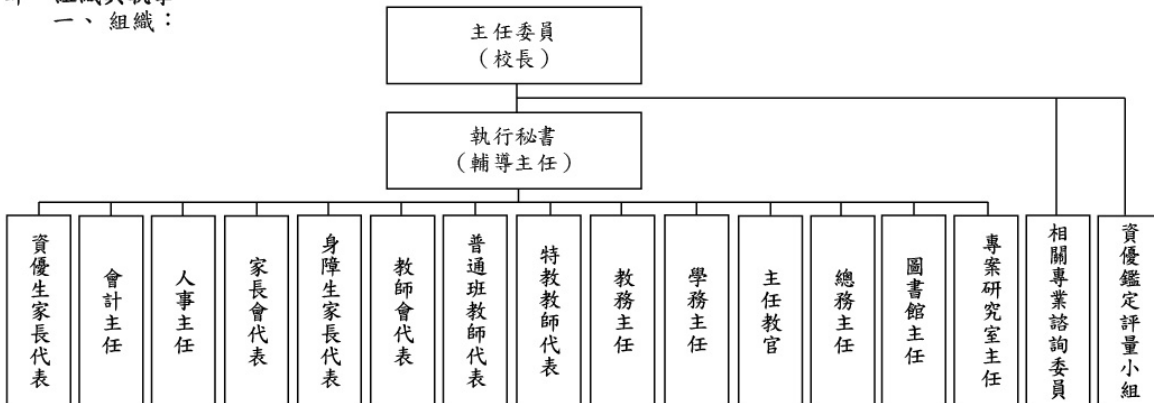 一、 組織：
主任委員
（校長）
執行秘書
（輔導主任）
資優生家長代表
會計主任
人事主任
家長會代表
身障生家長代表
教師會代表
普通班教師代表
特教教師代表
教務主任
學務主任
主任教官
總務主任
圖書館主任
專案研究室主任
相關專業諮詢委員
資優鑑定評量小組